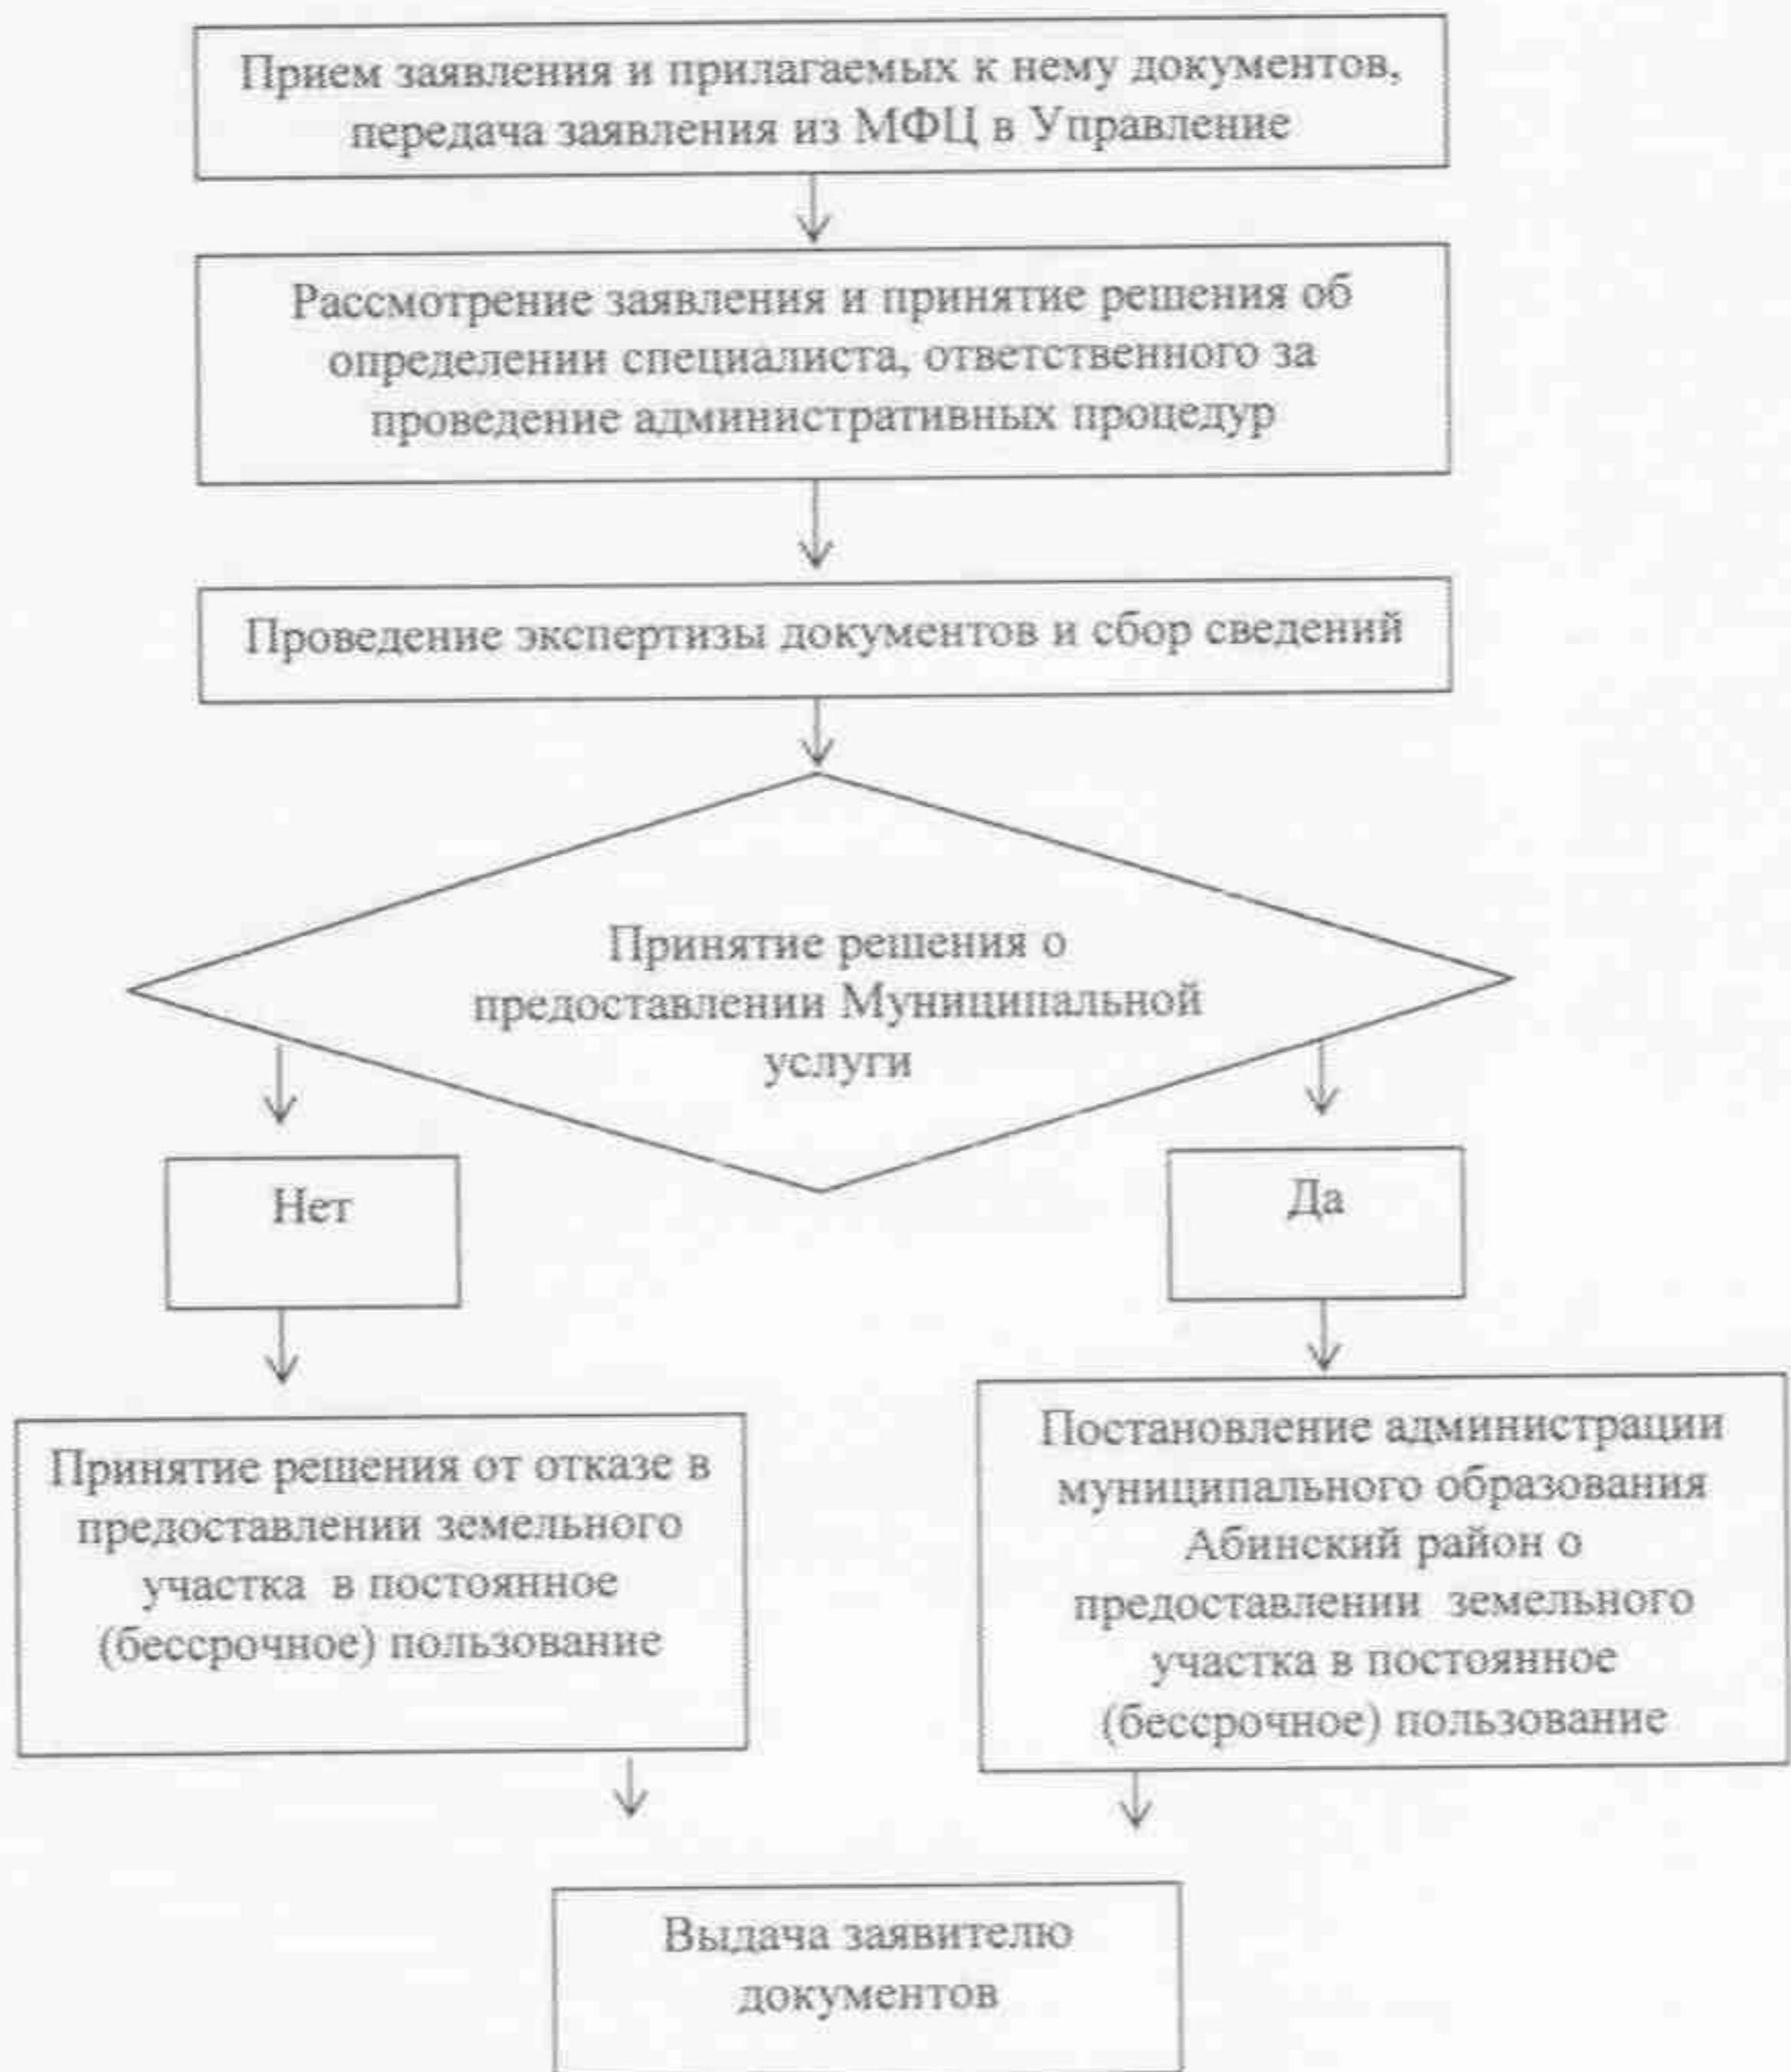 Прием заявления и прилагаемых к нему документов,
передача заявления из МФЦ в Управление
Рассмотрение заявления и принятие решения об
определении специалиста, ответственного за
проведение административных процедур
Проведение экспертизы документов и сбор сведений
Принятие решения о
предоставлении Муниципальной
услуги
Нет
Да
Принятие решения от отказе в
предоставлении земельного
участка в постоянное
(бессрочное) пользование
Постановление администрации
муниципального образования
Абинский район о
предоставлении земельного
участка в постоянное
(бессрочное) пользование
Выдача заявителю
документов